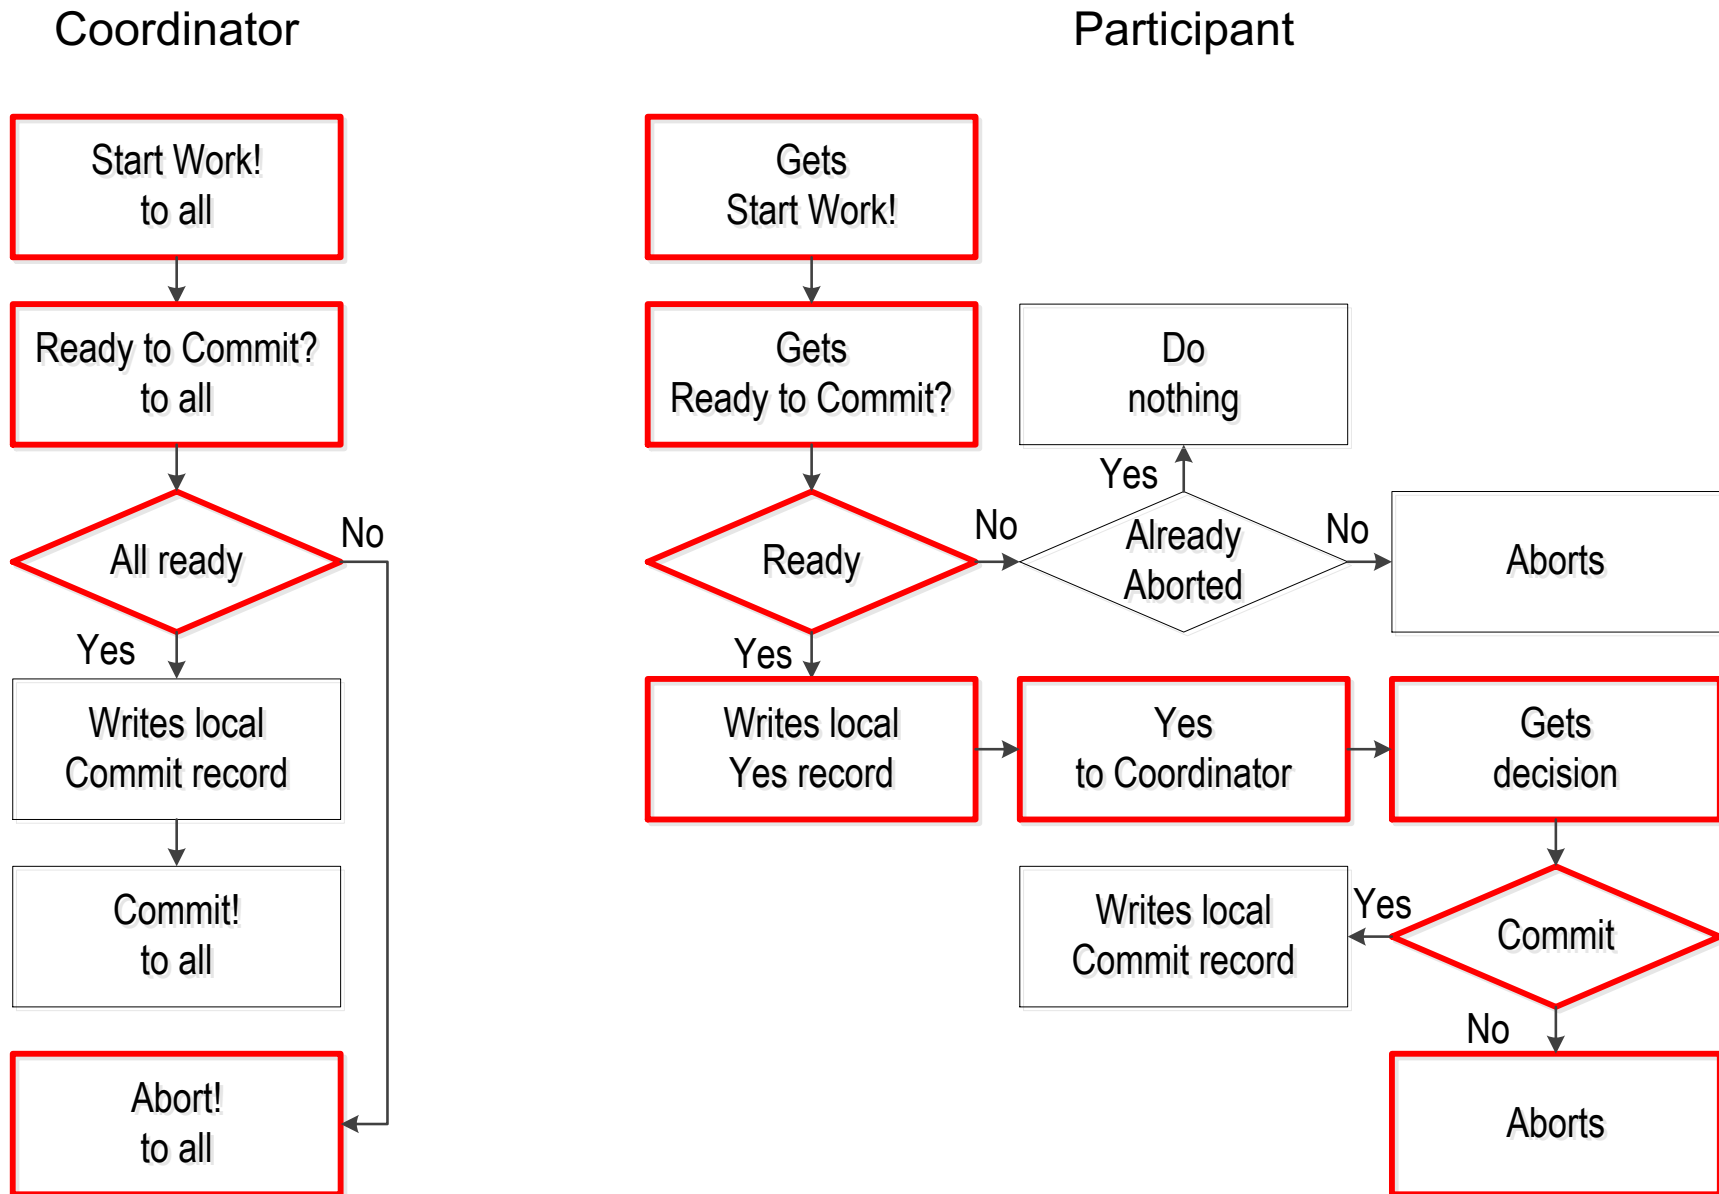 Coordinator
Participant
Start Work!
to all
Gets
Start Work!
Ready to Commit?
to all
Gets
Ready to Commit?
Do
nothing
Yes
All ready
No
Ready
No
Already
Aborted
No
Aborts
Yes
Yes
Writes local
Commit record
Writes local
Yes record
Yes
to Coordinator
Gets
decision
Commit!
to all
Writes local
Commit record
Yes
Commit
No
Abort!
to all
Aborts